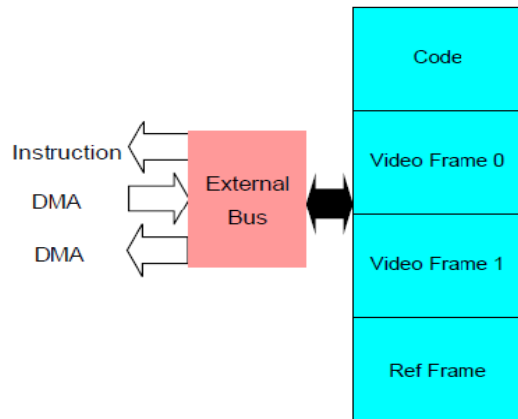 Code
Instruction
Video Frame 0
DMA
External
Bus
DMA
Video Frame 1
Ref Frame